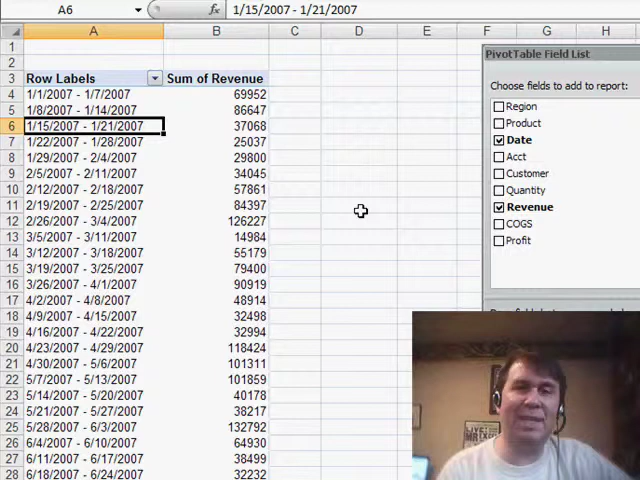 A6 fx 1/15/2007 - 1/21/2007
A B C D E F G H
1
2
3 Row Labels Sum of Revenue
4 1/1/2007 - 1/7/2007 69952
5 1/8/2007 - 1/14/2007 86647
6 1/15/2007 - 1/21/2007 37068
7 1/22/2007 - 1/28/2007 25037
8 1/29/2007 - 2/4/2007 29800
9 2/5/2007 - 2/11/2007 34045
10 2/12/2007 - 2/18/2007 57861
11 2/19/2007 - 2/25/2007 84397
12 2/26/2007 - 3/4/2007 126227
13 3/5/2007 - 3/11/2007 14984
14 3/12/2007 - 3/18/2007 55179
15 3/19/2007 - 3/25/2007 79400
16 3/26/2007 - 4/1/2007 90919
17 4/2/2007 - 4/8/2007 48914
18 4/9/2007 - 4/15/2007 32498
19 4/16/2007 - 4/22/2007 32994
20 4/23/2007 - 4/29/2007 118424
21 4/30/2007 - 5/6/2007 101311
22 5/7/2007 - 5/13/2007 101859
23 5/14/2007 - 5/20/2007 40178
24 5/21/2007 - 5/27/2007 38217
25 5/28/2007 - 6/3/2007 132792
26 6/4/2007 - 6/10/2007 64930
27 6/11/2007 - 6/17/2007 38499
28 6/18/2007 - 6/24/2007 32232
PivotTable Field List
Choose fields to add to report:
Region
Product
Date
Acct
Customer
Quantity
Revenue
COGS
Profit